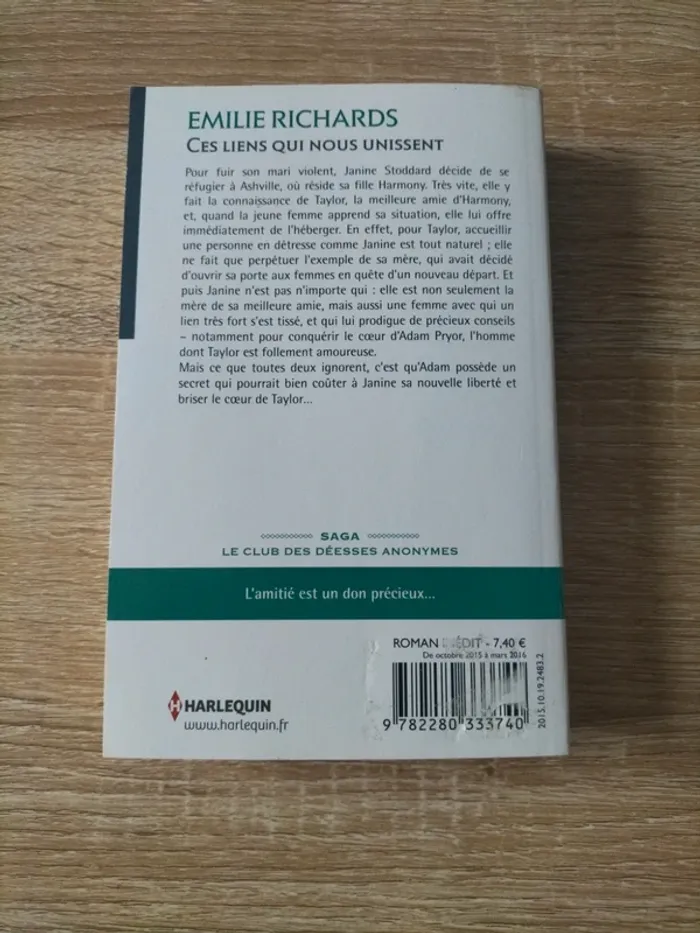 EMILIE RICHARDS
CES LIENS QUI NOUS UNISSENT
Pour fuir son mari violent, Janine Stoddard décide de se
réfugier à Ashville, où réside sa fille Harmony. Très vite, elle y
fait la connaissance de Taylor, la meilleure amie d'Harmony,
et, quand la jeune femme apprend sa situation, elle lui offre
immédiatement de l'héberger. En effet, pour Taylor, accueillir
une personne en détresse comme Janine est tout naturel ; elle
ne fait que perpétuer l'exemple de sa mère, qui avait décidé
d'ouvrir sa porte aux femmes en quête d'un nouveau départ. Et
puis Janine n'est pas n'importe qui : elle est non seulement la
mère de sa meilleure amie, mais aussi une femme avec qui un
lien très fort s'est tissé, et qui lui prodigue de précieux conseils
– notamment pour conquérir le cœur d'Adam Pryor, l'homme
dont Taylor est follement amoureuse.
Mais ce que toutes deux ignorent, c'est qu'Adam possède un
secret qui pourrait bien coûter à Janine sa nouvelle liberté et
briser le cœur de Taylor...
SAGA
LE CLUB DES DÉESSES ANONYMES
L'amitié est un don précieux...
ROMAN INÉDIT - 7,40 €
De octobre 2015 à mars 2016
HARLEQUIN
www.harlequin.fr
9 782280 333740
2015.10.19.2483.2